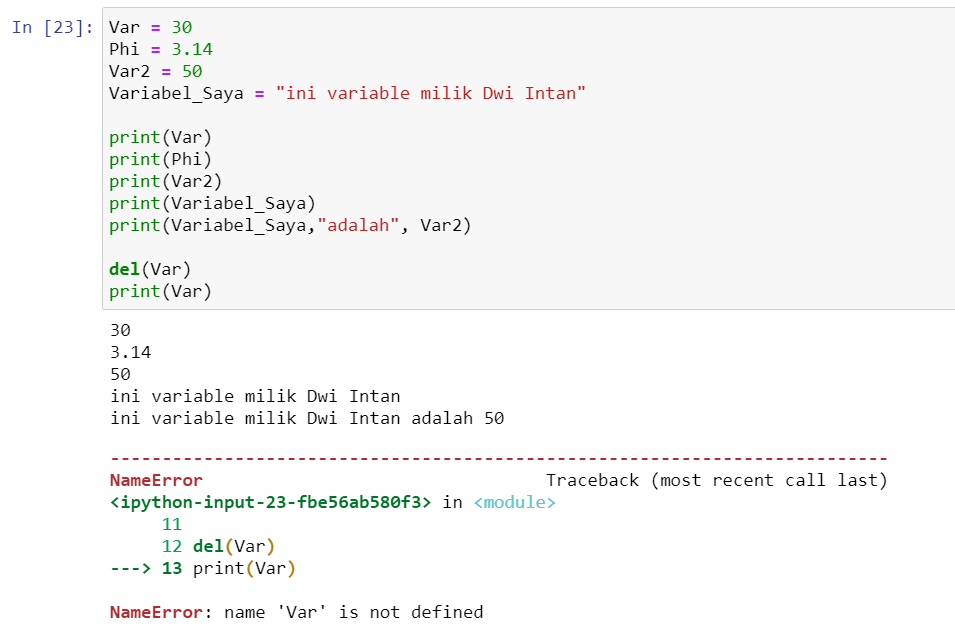 In [23]: Var = 30
Phi = 3.14
Var2 = 50
Variabel_Saya = "ini variable milik Dwi Intan"
print(Var)
print(Phi)
print(Var2)
print(Variabel_Saya)
print(Variabel_Saya,"adalah", Var2)
del(Var)
print(Var)
30
3.14
50
ini variable milik Dwi Intan
ini variable milik Dwi Intan adalah 50
---------------------------------------------------------------------------
NameError                                 Traceback (most recent call last)
<ipython-input-23-fbe56ab580f3> in <module>
     11
     12 del(Var)
---> 13 print(Var)
NameError: name 'Var' is not defined